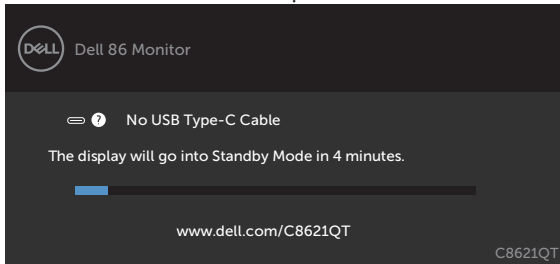 DELL
Dell 86 Monitor
? No USB Type-C Cable
The display will go into Standby Mode in 4 minutes.
www.dell.com/C8621QT
C8621QT